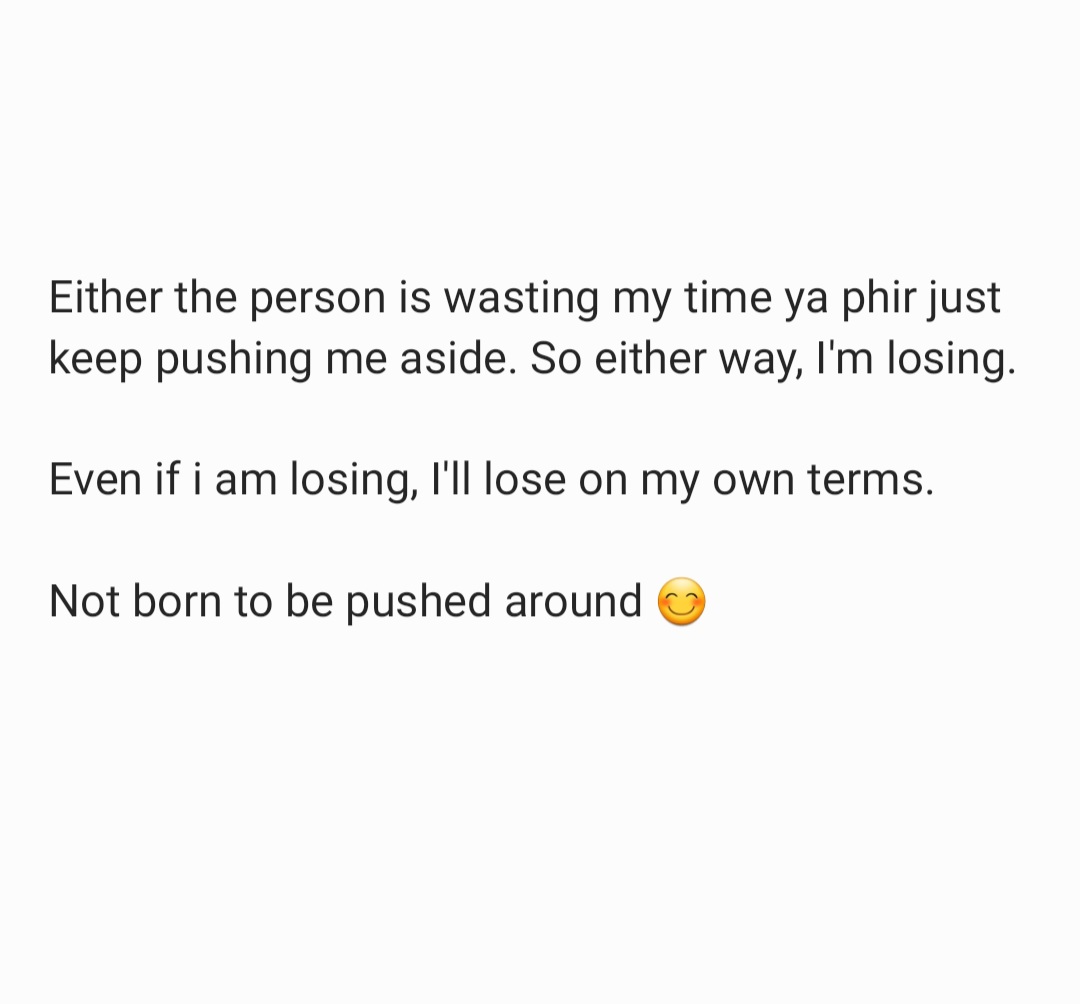 Either the person is wasting my time ya phir just
keep pushing me aside. So either way, I'm losing.
Even if i am losing, I'll lose on my own terms.
Not born to be pushed around 😊